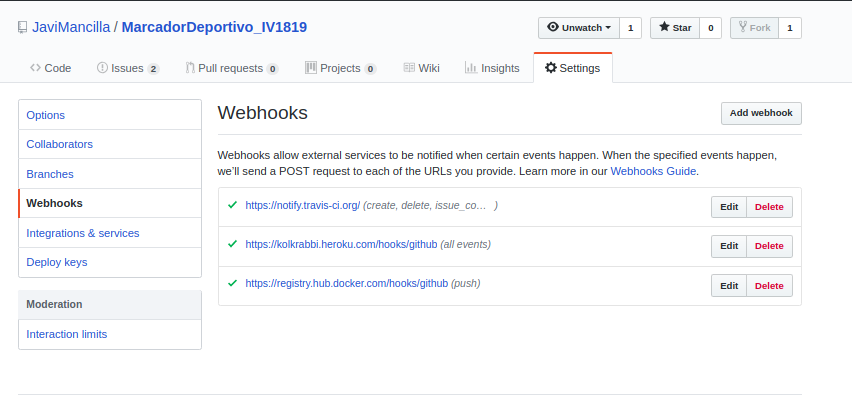 JaviMancilla / MarcadorDeportivo_IV1819
Unwatch 1 Star 0 Fork 1
Code Issues 2 Pull requests 0 Projects 0 Wiki Insights Settings
Options
Collaborators
Branches
Webhooks
Integrations & services
Deploy keys
Moderation
Interaction limits
Webhooks
Add webhook
Webhooks allow external services to be notified when certain events happen. When the specified events happen,
we'll send a POST request to each of the URLs you provide. Learn more in our Webhooks Guide.
https://notify.travis-ci.org/ (create, delete, issue_co… ) Edit Delete
https://kolkrabbi.heroku.com/hooks/github (all events) Edit Delete
https://registry.hub.docker.com/hooks/github (push) Edit Delete